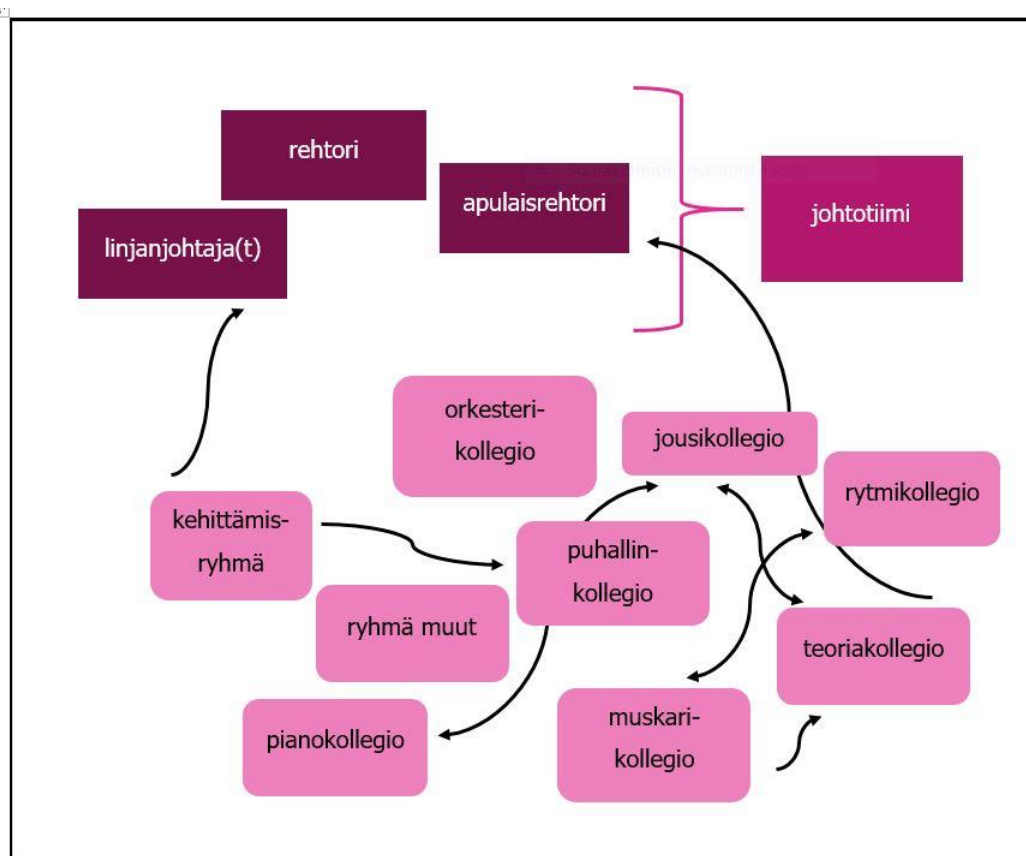 rehtori
apulaisrehtori
johtotiimi
linjanjohtaja(t)
orkesteri-
kollegio
jousikollegio
rytmikollegio
kehittämis-
ryhmä
puhallin-
kollegio
ryhmä muut
teoriakollegio
pianokollegio
muskari-
kollegio